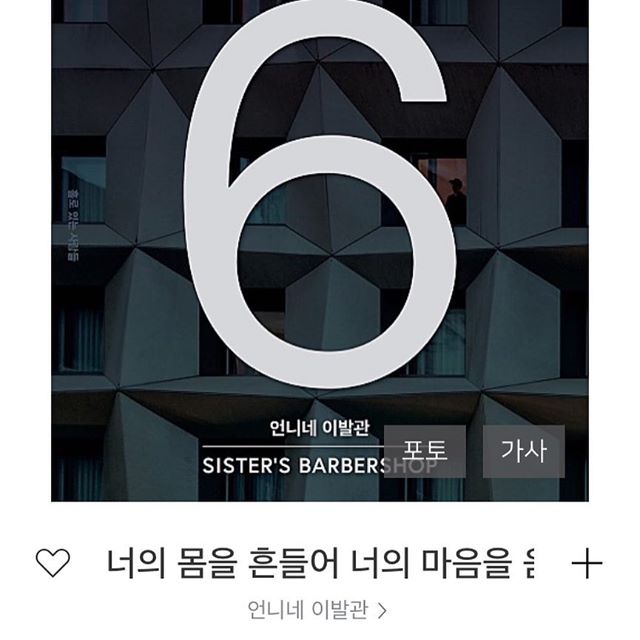 6
홀로 있는 사람들
언니네 이발관
SISTER'S BARBERSHOP
포토
가사
너의 몸을 흔들어 너의 마음을
언니네 이발관